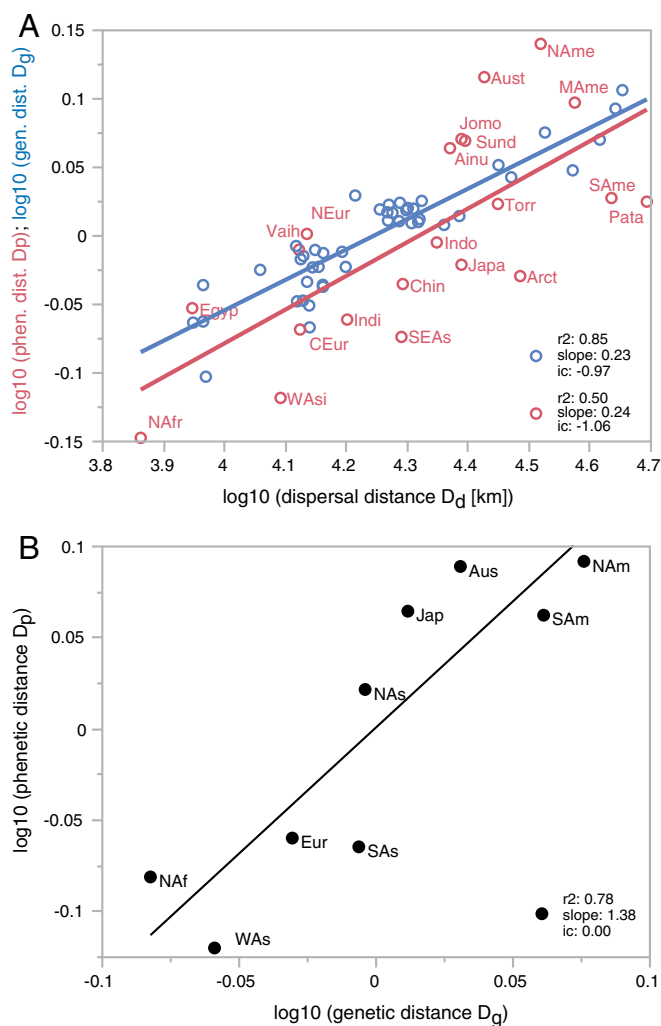 A
log10 (phen. dist. Dp); log10 (gen. dist. Dg)
0.15
NAme
Aust
0.1
MAme
Jomo
Sund
Ainu
0.05
SAme
NEur
Torr
Pata
Vaih
0
Indo
Japa
Arct
Chin
-0.05
Egyp
Indi
CEur
SEAs
r2: 0.85
slope: 0.23
ic: -0.97
-0.1
WAsi
r2: 0.50
slope: 0.24
ic: -1.06
NAfr
-0.15
3.8 3.9 4 4.1 4.2 4.3 4.4 4.5 4.6 4.7
log10 (dispersal distance Dd [km])
B
log10 (phenetic distance Dp)
0.1
Aus
NAm
Jap
SAm
0.05
NAs
0
-0.05
Eur
SAs
NAf
r2: 0.78
slope: 1.38
ic: 0.00
-0.1
WAs
-0.1 -0.05 0 0.05 0.1
log10 (genetic distance Dg)